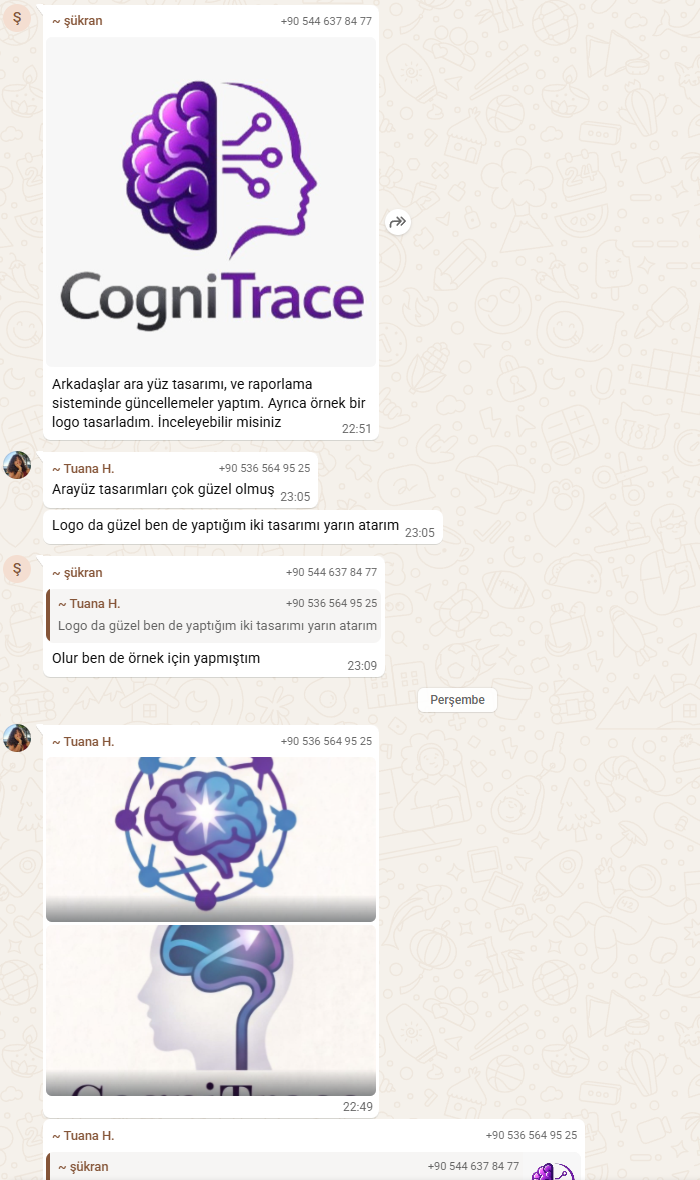 Ş
~ şükran +90 544 637 84 77
CogniTrace
Arkadaşlar ara yüz tasarımı, ve raporlama
sisteminde güncellemeler yaptım. Ayrıca örnek bir
logo tasarladım. İnceleyebilir misiniz
22:51
~ Tuana H. +90 536 564 95 25
Arayüz tasarımları çok güzel olmuş 23:05
Logo da güzel ben de yaptığım iki tasarımı yarın atarım 23:05
Ş
~ şükran +90 544 637 84 77
~ Tuana H. +90 536 564 95 25
Logo da güzel ben de yaptığım iki tasarımı yarın atarım
Olur ben de örnek için yapmıştım
23:09
Perşembe
~ Tuana H. +90 536 564 95 25
CogniTrace
22:49
~ Tuana H. +90 536 564 95 25
~ şükran +90 544 637 84 77